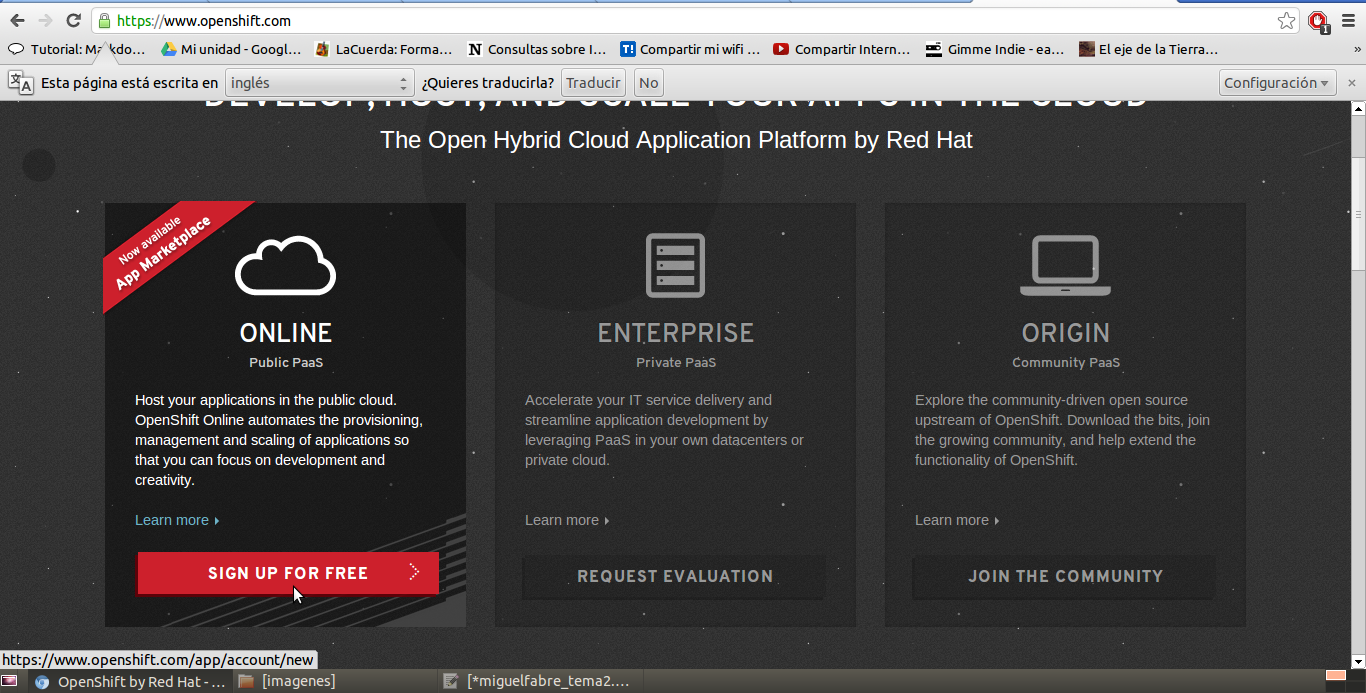 https://www.openshift.com
1
Tutorial: Ma kdo...
Mi unidad - Googl...
LaCuerda: Forma...
N Consultas sobre I...
T! Compartir mi wifi ...
Compartir Intern...
Gimme Indie - ea...
El eje de la Tierra...
»
A Esta página está escrita en inglés ¿Quieres traducirla? Traducir No Configuración ×
DEVELOP, HOST, AND SCALE YOUR APPS IN THE CLOUD
The Open Hybrid Cloud Application Platform by Red Hat
Now available
App Marketplace
ONLINE
Public PaaS
Host your applications in the public cloud.
OpenShift Online automates the provisioning,
management and scaling of applications so
that you can focus on development and
creativity.
Learn more
SIGN UP FOR FREE
ENTERPRISE
Private PaaS
Accelerate your IT service delivery and
streamline application development by
leveraging PaaS in your own datacenters or
private cloud.
Learn more
REQUEST EVALUATION
ORIGIN
Community PaaS
Explore the community-driven open source
upstream of OpenShift. Download the bits, join
the growing community, and help extend the
functionality of OpenShift.
Learn more
JOIN THE COMMUNITY
https://www.openshift.com/app/account/new
OpenShift by Red Hat - ...
[imagenes]
[*miguelfabre_tema2....